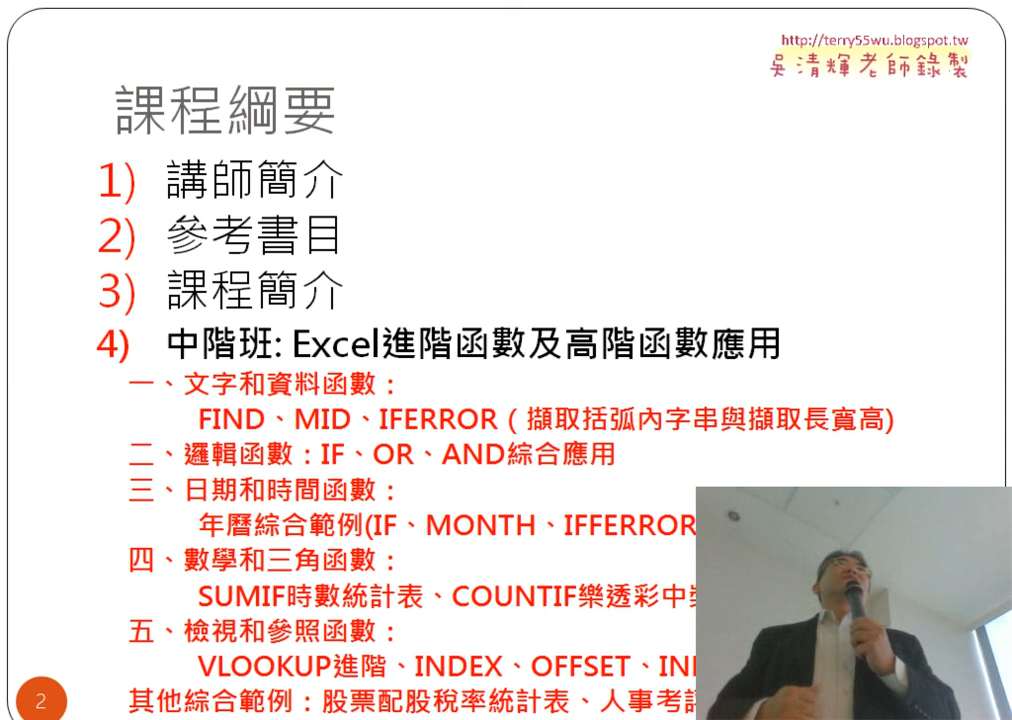 http://terry55wu.blogspot.tw
吳清輝老師錄製
課程綱要
1) 講師簡介
2) 參考書目
3) 課程簡介
4) 中階班: Excel進階函數及高階函數應用
一、文字和資料函數：
FIND、MID、IFERROR（擷取括弧內字串與擷取長寬高)
二、邏輯函數：IF、OR、AND綜合應用
三、日期和時間函數：
年曆綜合範例(IF、MONTH、IFFERROR
四、數學和三角函數：
SUMIF時數統計表、COUNTIF樂透彩中
五、檢視和參照函數：
VLOOKUP進階、INDEX、OFFSET、IN
其他綜合範例：股票配股稅率統計表、人事考
2